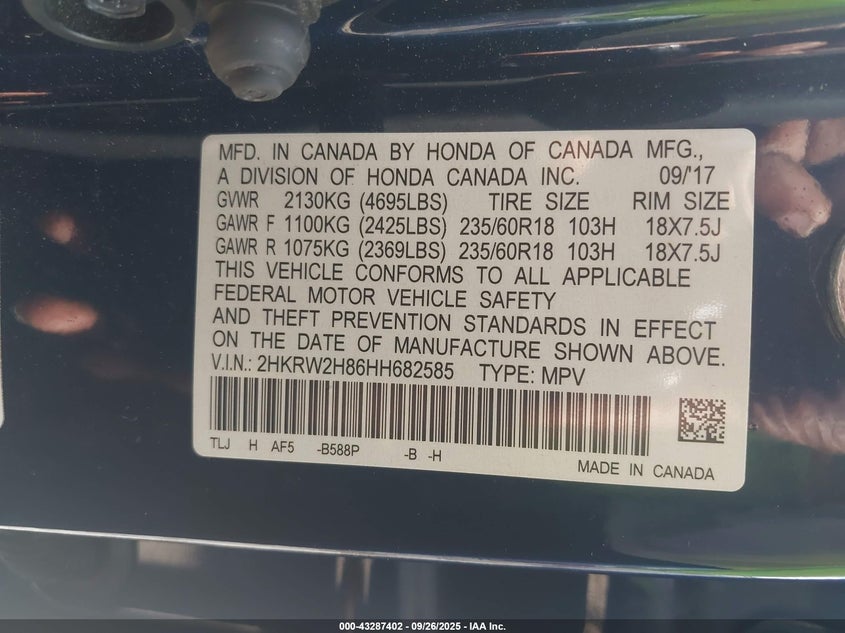 MFD. IN CANADA BY HONDA OF CANADA MFG.,
A DIVISION OF HONDA CANADA INC. 09/'17
GVWR 2130KG (4695LBS) TIRE SIZE RIM SIZE
GAWR F 1100KG (2425LBS) 235/60R18 103H 18X7.5J
GAWR R 1075KG (2369LBS) 235/60R18 103H 18X7.5J
THIS VEHICLE CONFORMS TO ALL APPLICABLE
FEDERAL MOTOR VEHICLE SAFETY
AND THEFT PREVENTION STANDARDS IN EFFECT
ON THE DATE OF MANUFACTURE SHOWN ABOVE.
V.I.N.: 2HKRW2H86HH682585 TYPE: MPV
TLJ H AF5 -B588P -B -H
MADE IN CANADA
000-43287402 - 09/26/2025 - IAA Inc.